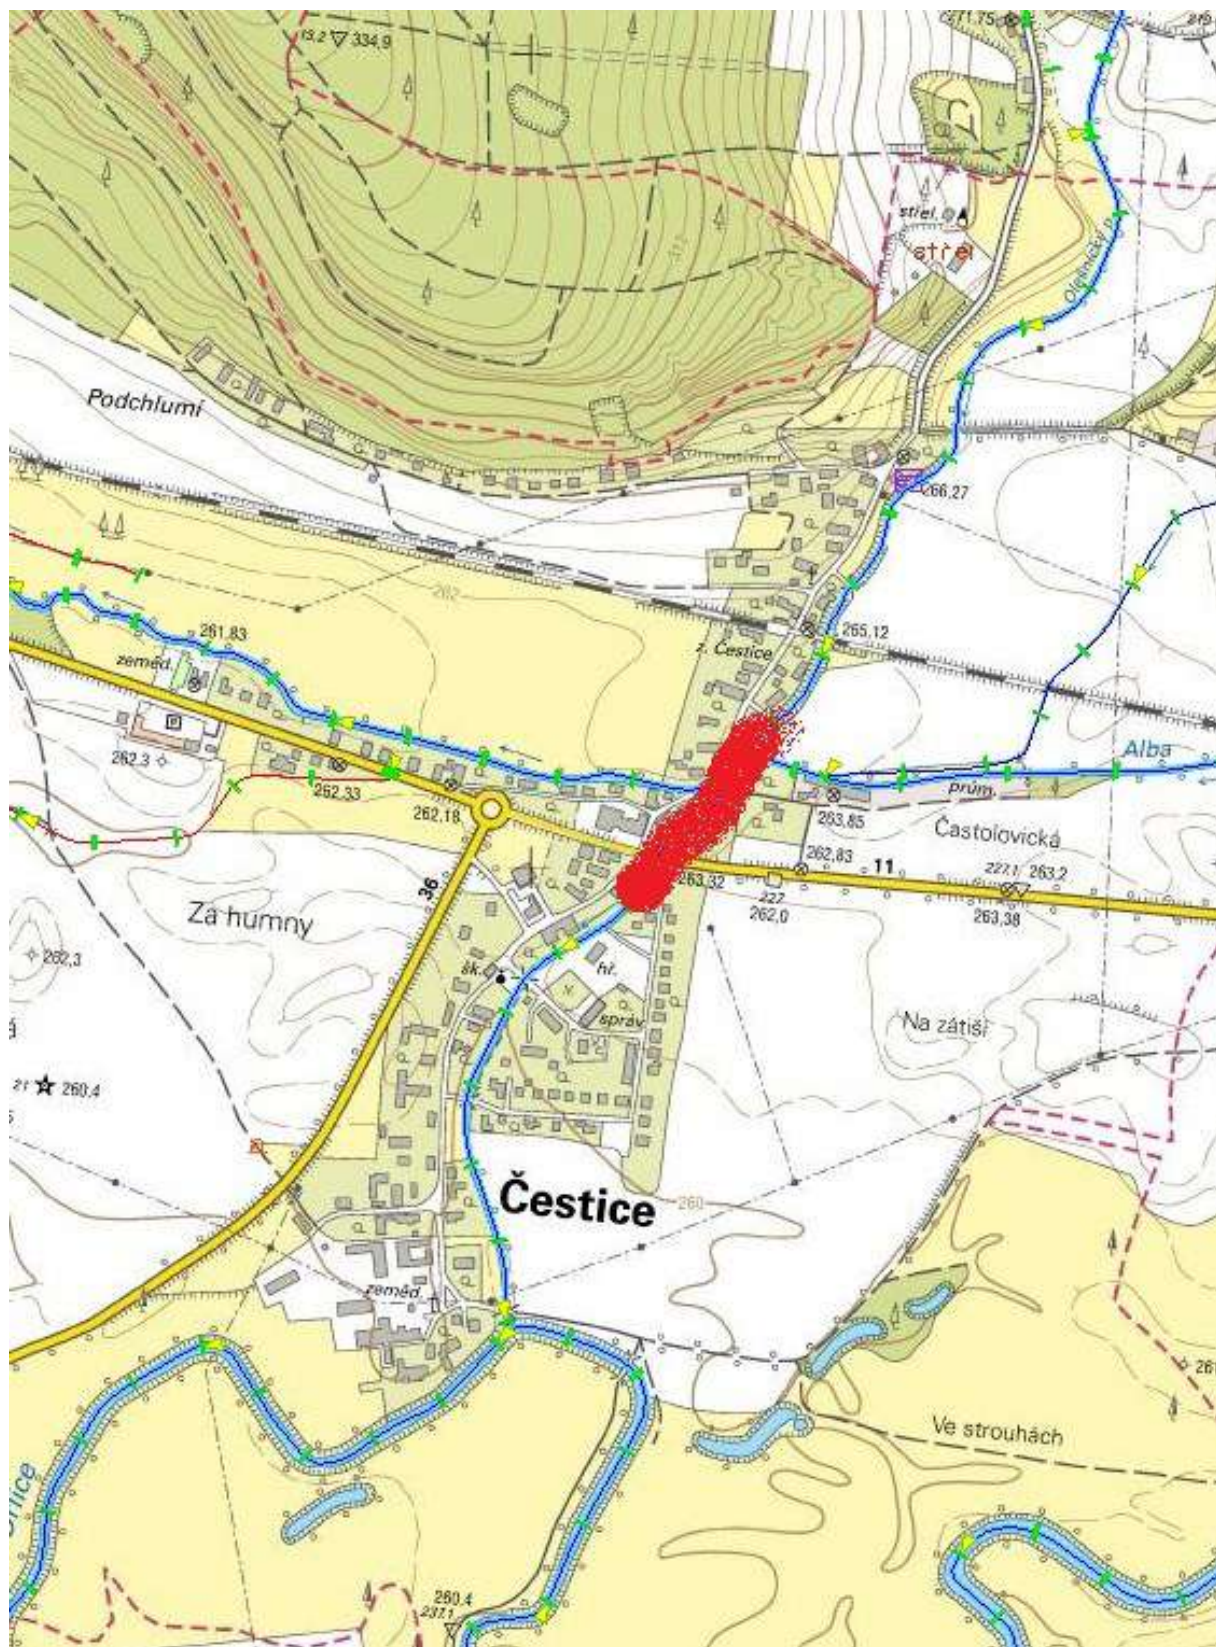 13,2 334,9
střel.
střel
Olešnický p.
Podchlumí
266,27
262
261,83
265,12
z. Čestice
zeměd.
262,3
262,33
262,18
Alba
prům.
263,85
Častolovická
262,83
11
227.1 263,2
263,32
227
262,0
263,38
36
Za humny
262,3
šk.
hř.
správ.
Na zátiší
21 260,4
Čestice
260
zeměd.
Ve strouhách
260,4
237.1